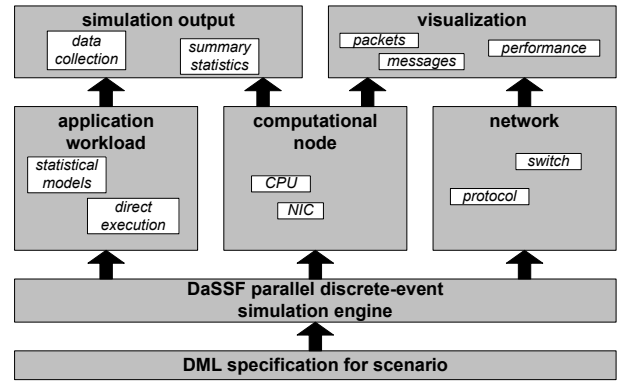 simulation output
data
collection
summary
statistics
visualization
packets
messages
performance
application
workload
statistical
models
direct
execution
computational
node
CPU
NIC
network
switch
protocol
DaSSF parallel discrete-event
simulation engine
DML specification for scenario